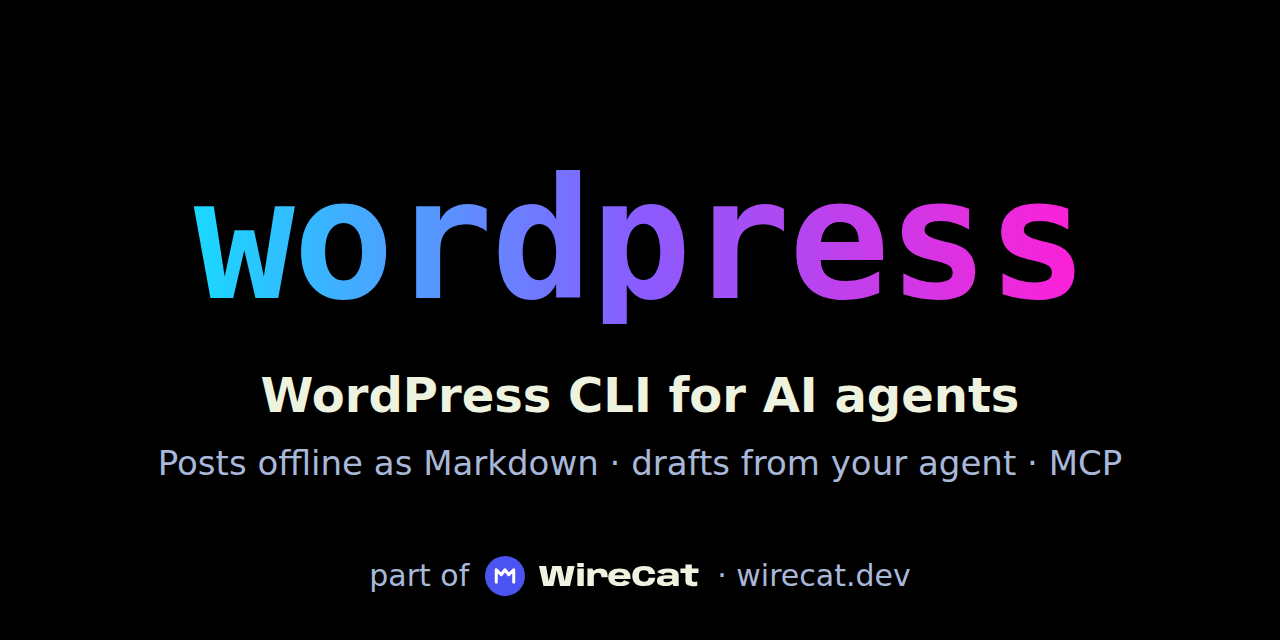 wordpress
WordPress CLI for AI agents
Posts offline as Markdown · drafts from your agent · MCP
part of wirecat · wirecat.dev